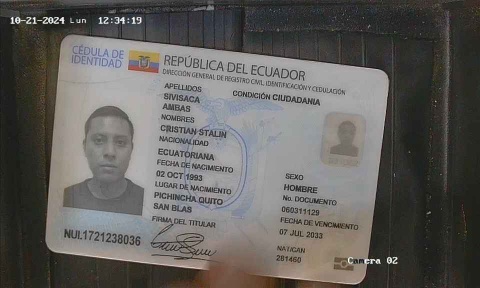 10-21-2024 Lun 12:34:19
CÉDULA DE
IDENTIDAD
REPÚBLICA DEL ECUADOR
DIRECCIÓN GENERAL DE REGISTRO CIVIL, IDENTIFICACIÓN Y CEDULACIÓN
APELLIDOS
CONDICIÓN CIUDADANIA
SIVISACA
AMBAS
NOMBRES
CRISTIAN STALIN
NACIONALIDAD
ECUATORIANA
FECHA DE NACIMIENTO
02 OCT 1993
LUGAR DE NACIMIENTO
PICHINCHA QUITO
SAN BLAS
FIRMA DEL TITULAR
SEXO
HOMBRE
No. DOCUMENTO
060311129
FECHA DE VENCIMIENTO
07 JUL 2033
NAT/CAN
281460
NUI.1721238036
Camera 02